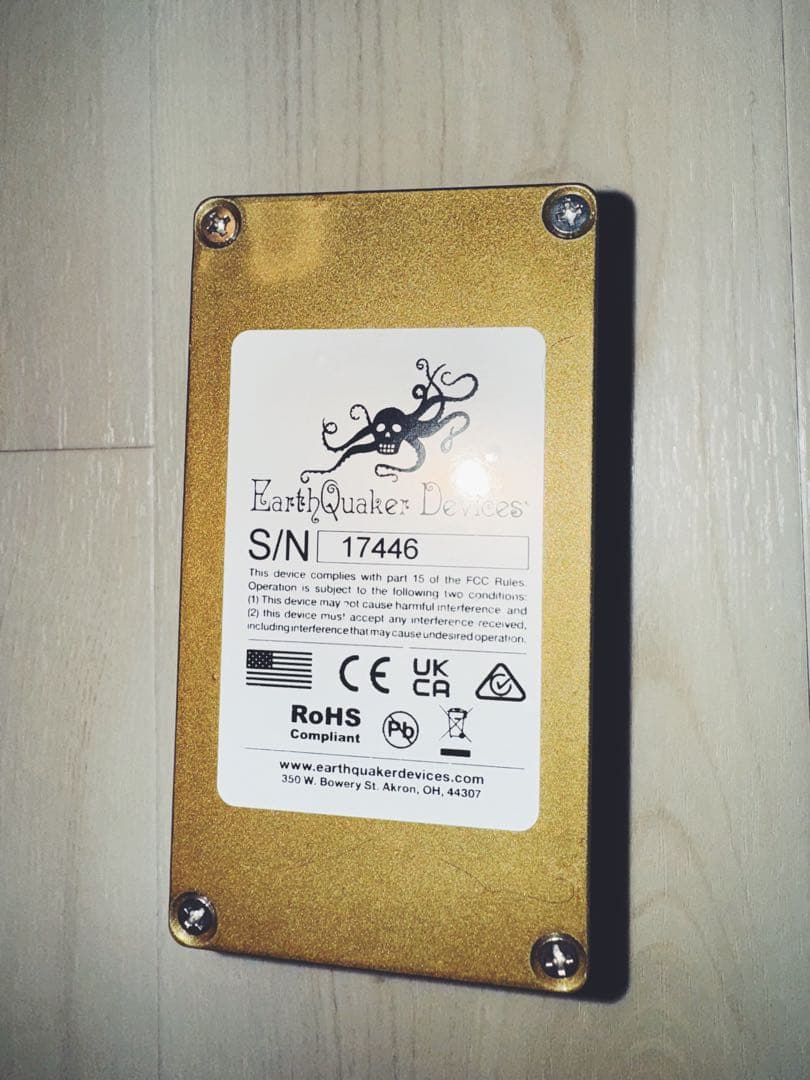 EarthQuaker Devices
S/N 17446
This device complies with part 15 of the FCC Rules.
Operation is subject to the following two conditions:
(1) This device may not cause harmful interference and
(2) this device must accept any interference received,
including interference that may cause undesired operation.
CE UK
CA
RoHS
Compliant
Pb
www.earthquakerdevices.com
350 W. Bowery St. Akron, OH, 44307